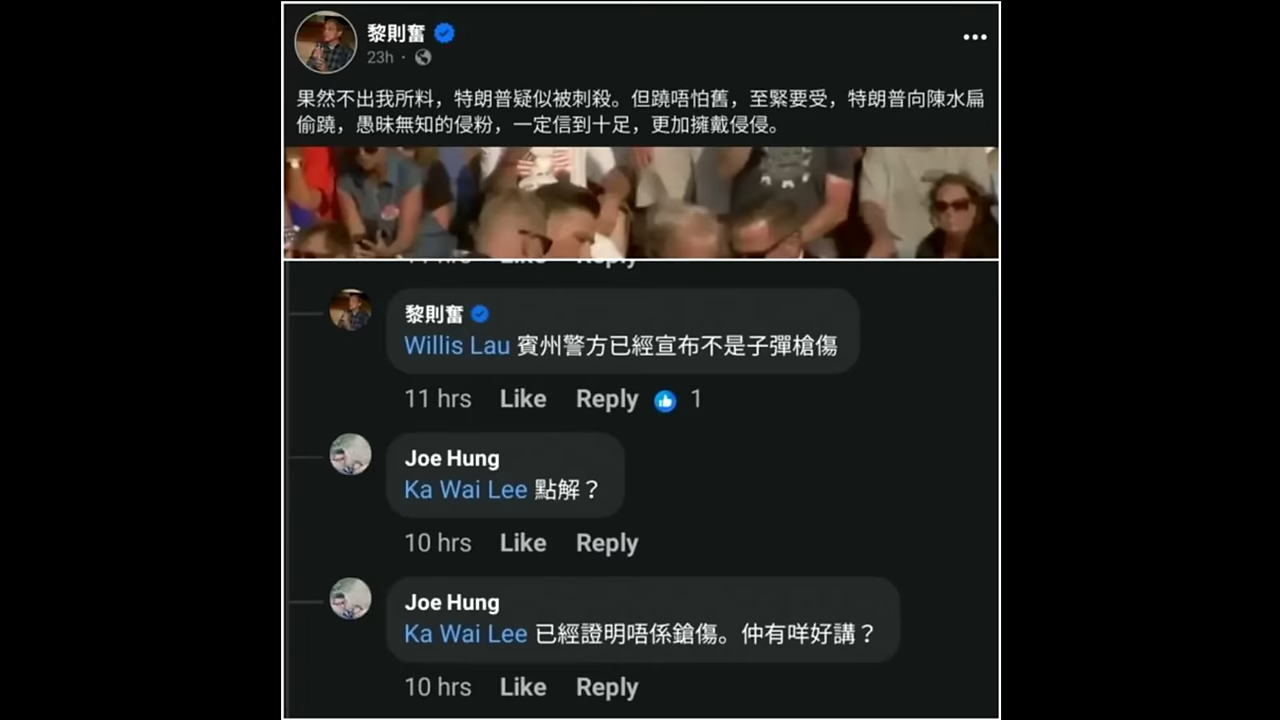 黎則奮
23h ·
果然不出我所料，特朗普疑似被刺殺。但蹺唔怕舊，至緊要受，特朗普向陳水扁
偷蹺，愚昧無知的侵粉，一定信到十足，更加擁戴侵侵。
11 hrs Like Reply
黎則奮
Willis Lau 賓州警方已經宣布不是子彈槍傷
11 hrs Like Reply 1
Joe Hung
Ka Wai Lee 點解？
10 hrs Like Reply
Joe Hung
Ka Wai Lee 已經證明唔係鎗傷。仲有咩好講？
10 hrs Like Reply